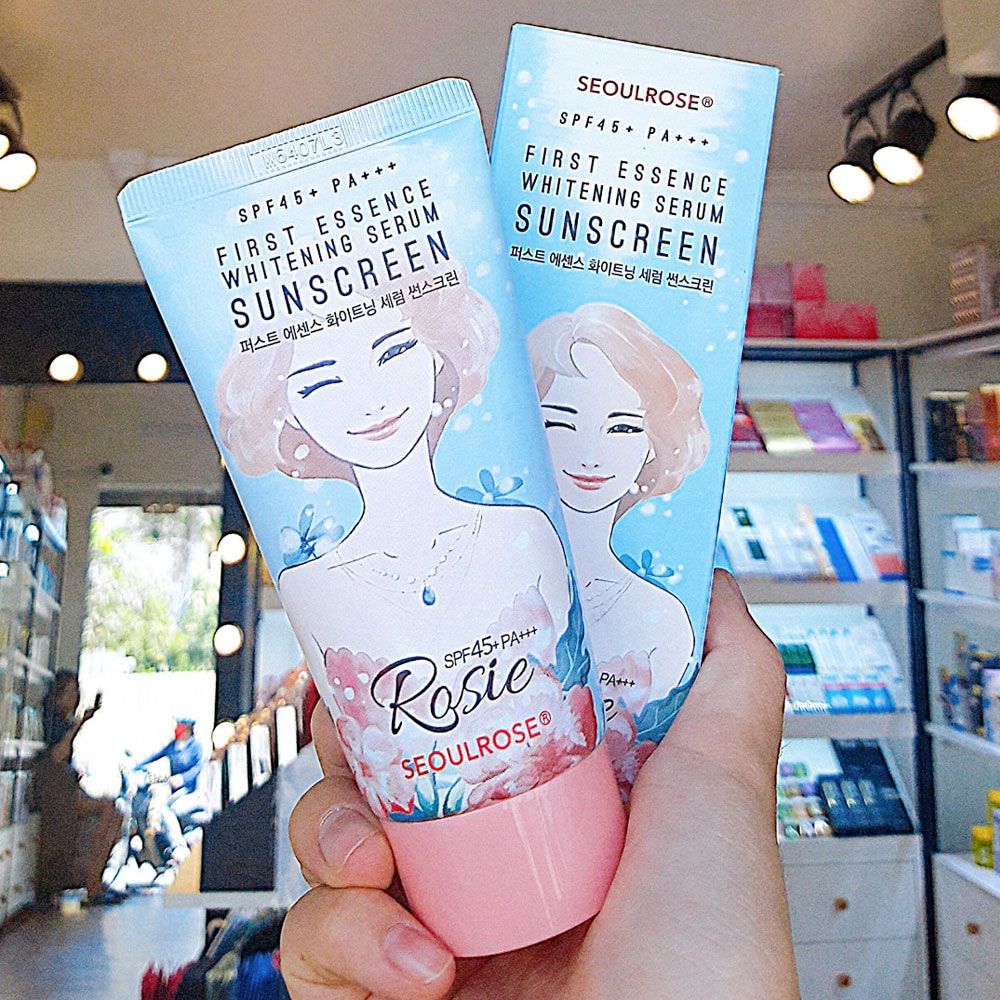 M6407L3
SPF45+ PA+++
FIRST ESSENCE
WHITENING SERUM
SUNSCREEN
퍼스트 에센스 화이트닝 세럼 썬스크린
SPF45+PA+++
Rosie
SEOULROSE®
SEOULROSE®
SPF45+ PA+++
FIRST ESSENCE
WHITENING SERUM
SUNSCREEN
퍼스트 에센스 화이트닝 세럼 썬스크린
PA+++